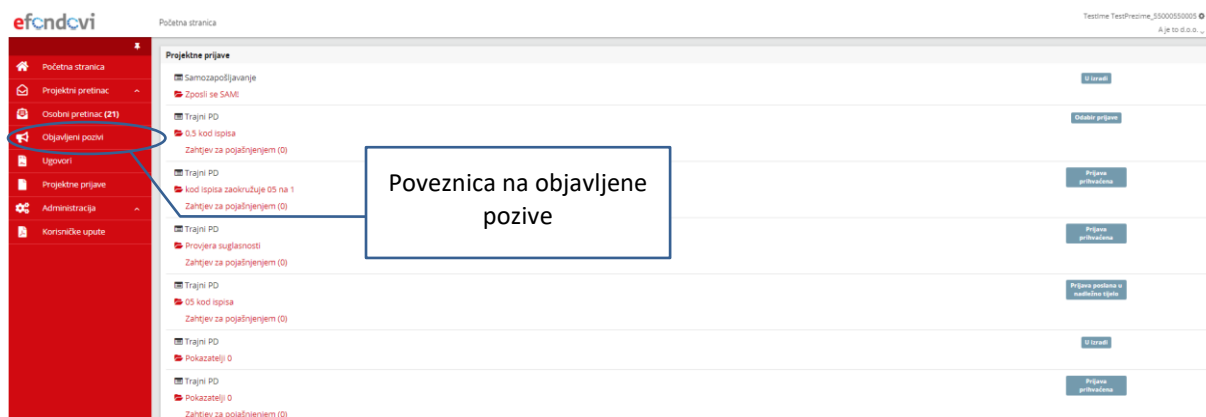 efondovi
Početna stranica
TestIme TestPrezime_55000550005
A je to d.o.o.
Početna stranica
Projektni pretinac
Osobni pretinac (21)
Objavljeni pozivi
Ugovori
Projektne prijave
Administracija
Korisničke upute
Projektne prijave
Samozapošljavanje
Zposli se SAM!
U izradi
Trajni PD
0.5 kod ispisa
Zahtjev za pojašnjenjem (0)
Odabir prijave
Trajni PD
kod ispisa zaokružuje 05 na 1
Zahtjev za pojašnjenjem (0)
Prijava
prihvaćena
Trajni PD
Provjera suglasnosti
Zahtjev za pojašnjenjem (0)
Prijava
prihvaćena
Trajni PD
05 kod ispisa
Zahtjev za pojašnjenjem (0)
Prijava poslana u
nadležno tijelo
Trajni PD
Pokazatelji 0
U izradi
Trajni PD
Pokazatelji 0
Zahtjev za pojašnjenjem (0)
Prijava
prihvaćena
Poveznica na objavljene
pozive